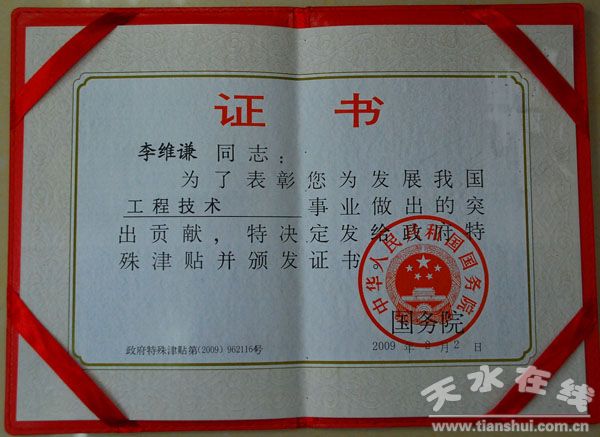 证书
李维谦 同志：
为了表彰您为发展我国
工程技术 事业做出的突
出贡献，特决定发给政府特
殊津贴并颁发证书。
中华人民共和国国务院
国务院
2009年2月2日
政府特殊津贴第(2009) 962116号
天水在线
www.tianshui.com.cn